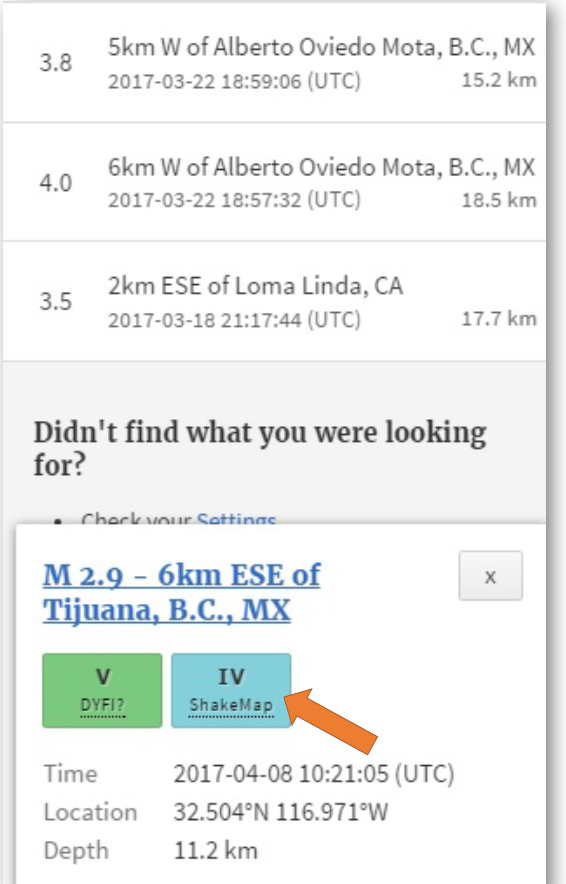 3.8
5km W of Alberto Oviedo Mota, B.C., MX
2017-03-22 18:59:06 (UTC) 15.2 km
4.0
6km W of Alberto Oviedo Mota, B.C., MX
2017-03-22 18:57:32 (UTC) 18.5 km
3.5
2km ESE of Loma Linda, CA
2017-03-18 21:17:44 (UTC) 17.7 km
Didn't find what you were looking
for?
• Check your Settings
M 2.9 - 6km ESE of
Tijuana, B.C., MX
x
V
DYFI?
IV
ShakeMap
Time 2017-04-08 10:21:05 (UTC)
Location 32.504°N 116.971°W
Depth 11.2 km